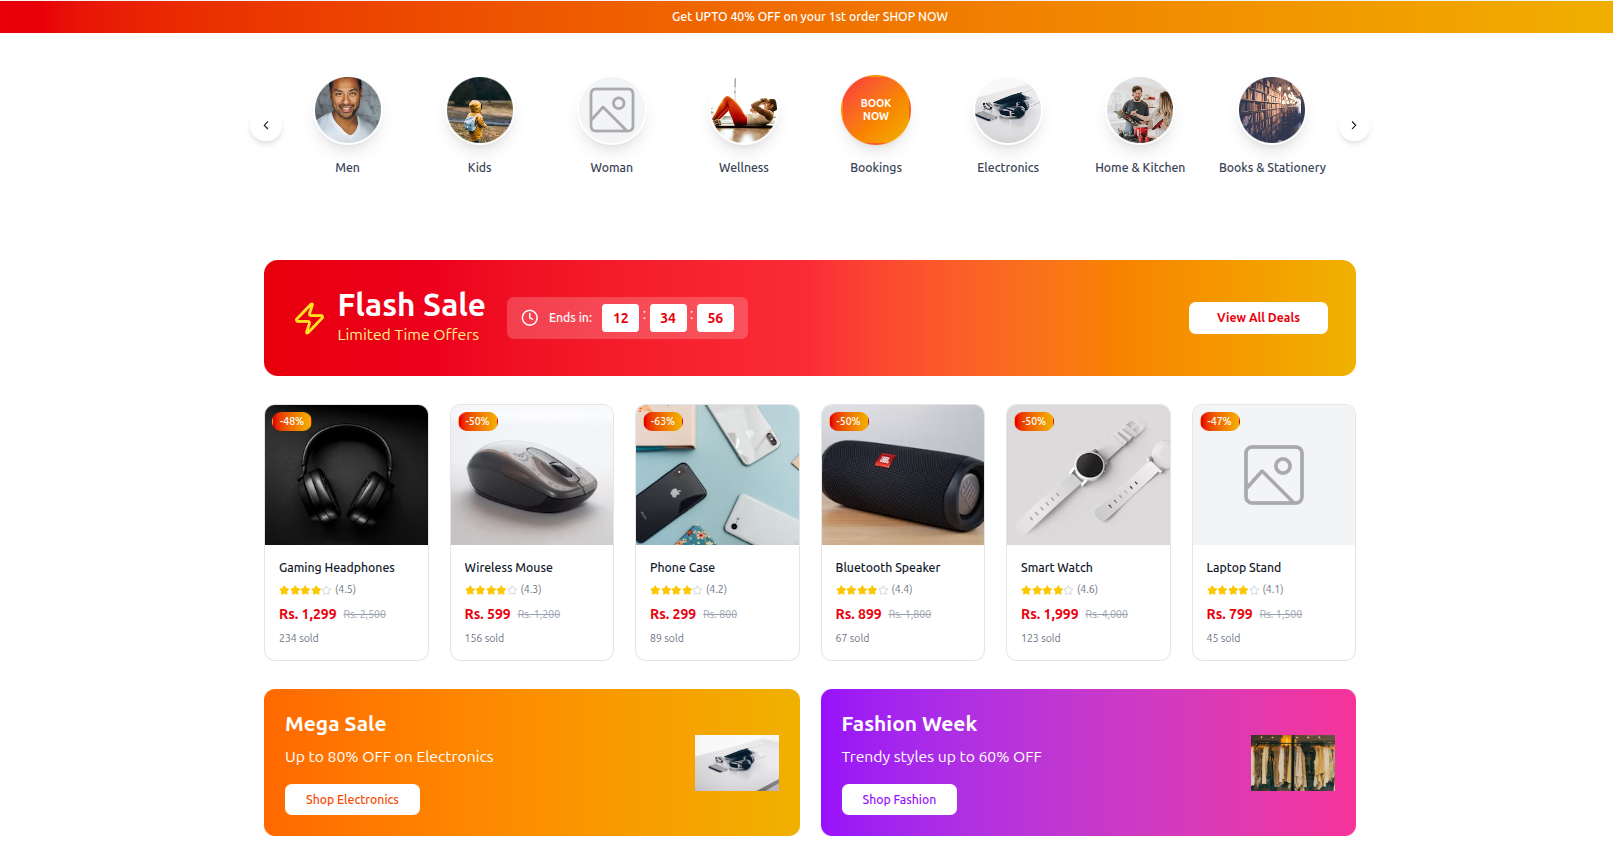 Get UPTO 40% OFF on your 1st order SHOP NOW
BOOK
NOW
Men
Kids
Woman
Wellness
Bookings
Electronics
Home & Kitchen
Books & Stationery
Flash Sale
Limited Time Offers
Ends in: 12 : 34 : 56
View All Deals
-48%
-50%
-63%
-50%
-50%
-47%
JBL
Gaming Headphones
(4.5)
Rs. 1,299 Rs. 2,500
234 sold
Wireless Mouse
(4.3)
Rs. 599 Rs. 1,200
156 sold
Phone Case
(4.2)
Rs. 299 Rs. 800
89 sold
Bluetooth Speaker
(4.4)
Rs. 899 Rs. 1,800
67 sold
Smart Watch
(4.6)
Rs. 1,999 Rs. 4,000
123 sold
Laptop Stand
(4.1)
Rs. 799 Rs. 1,500
45 sold
Mega Sale
Up to 80% OFF on Electronics
Shop Electronics
Fashion Week
Trendy styles up to 60% OFF
Shop Fashion